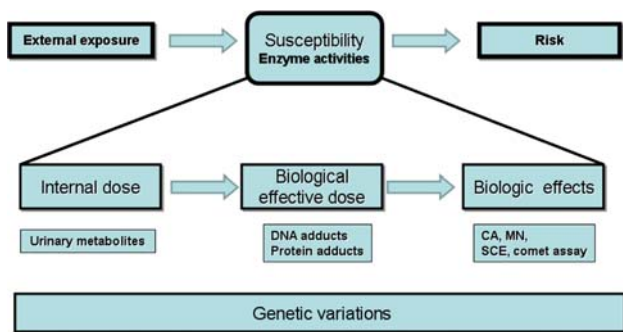 External exposure
Susceptibility
Enzyme activities
Risk
Internal dose
Biological
effective dose
Biologic effects
Urinary metabolites
DNA adducts
Protein adducts
CA, MN,
SCE, comet assay
Genetic variations